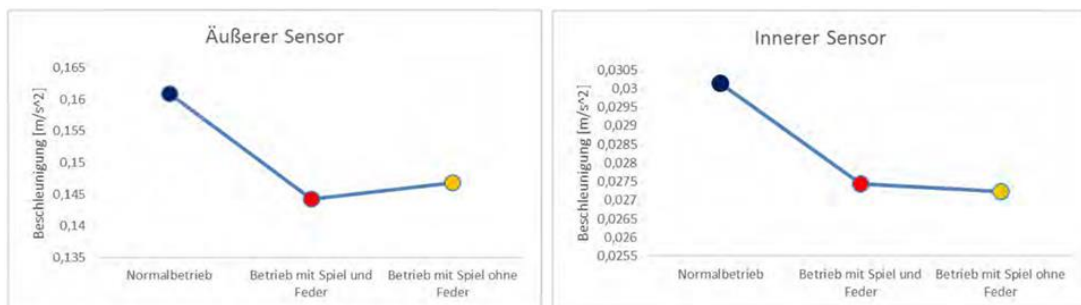 Äußerer Sensor
Beschleunigung [m/s^2]
0,165
0,16
0,155
0,15
0,145
0,14
0,135
Normalbetrieb
Betrieb mit Spiel und
Feder
Betrieb mit Spiel ohne
Feder
Innerer Sensor
Beschleunigung [m/s^2]
0,0305
0,03
0,0295
0,029
0,0285
0,028
0,0275
0,027
0,0265
0,026
0,0255
Normalbetrieb
Betrieb mit Spiel und
Feder
Betrieb mit Spiel ohne
Feder